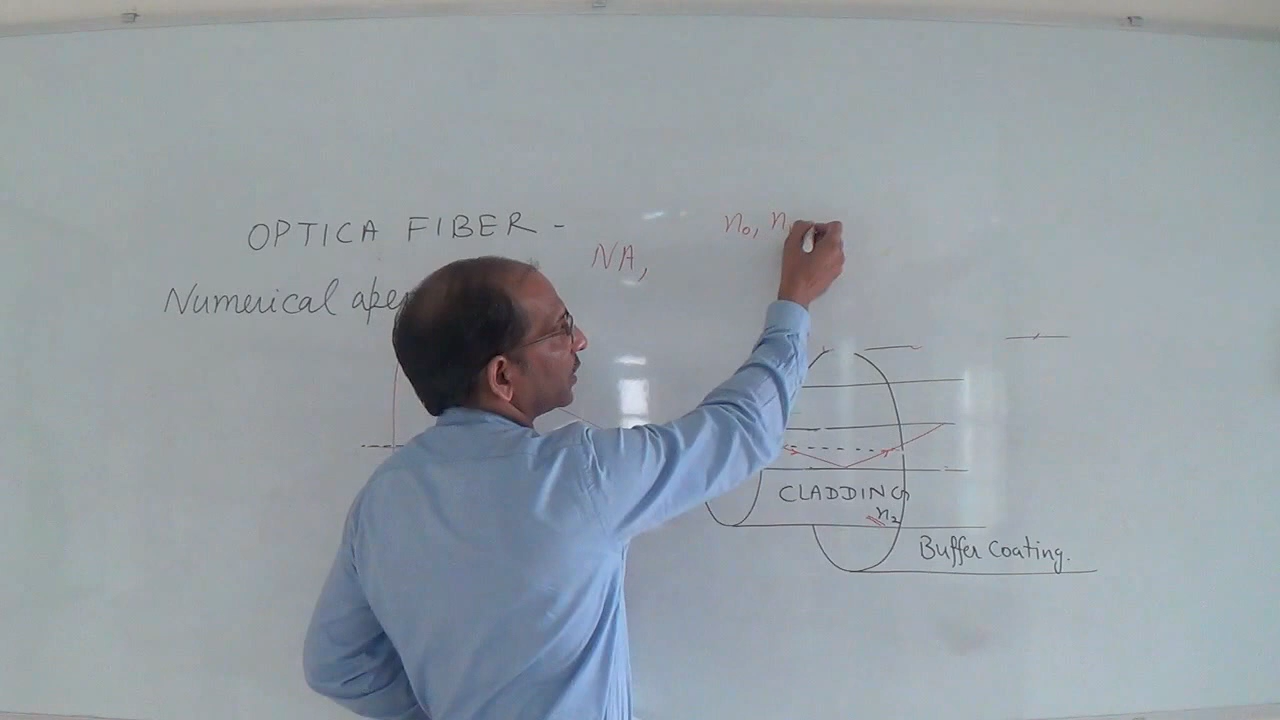 OPTICA FIBER -
n₀, n
NA,
Numerical
CLADDING
n₂
Buffer Coating.